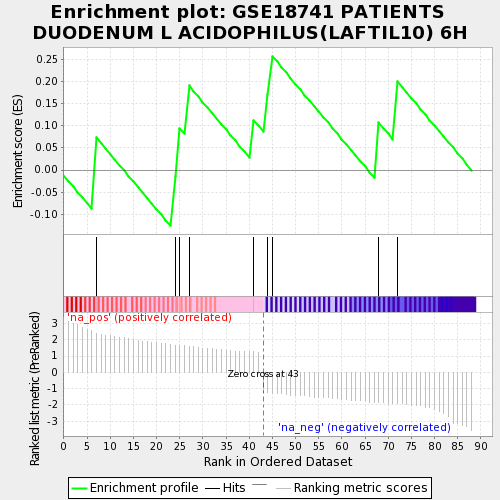 Enrichment plot: GSE18741 PATIENTS
DUODENUM L ACIDOPHILUS(LAFTIL10) 6H
Enrichment score (ES)
0.25
0.20
0.15
0.10
0.05
0.00
-0.05
-0.10
'na_pos' (positively correlated)
Ranked list metric (PreRanked)
3
2
1
0
-1
-2
-3
Zero cross at 43
'na_neg' (negatively correlated)
0 5 10 15 20 25 30 35 40 45 50 55 60 65 70 75 80 85 90
Rank in Ordered Dataset
Enrichment profile Hits Ranking metric scores